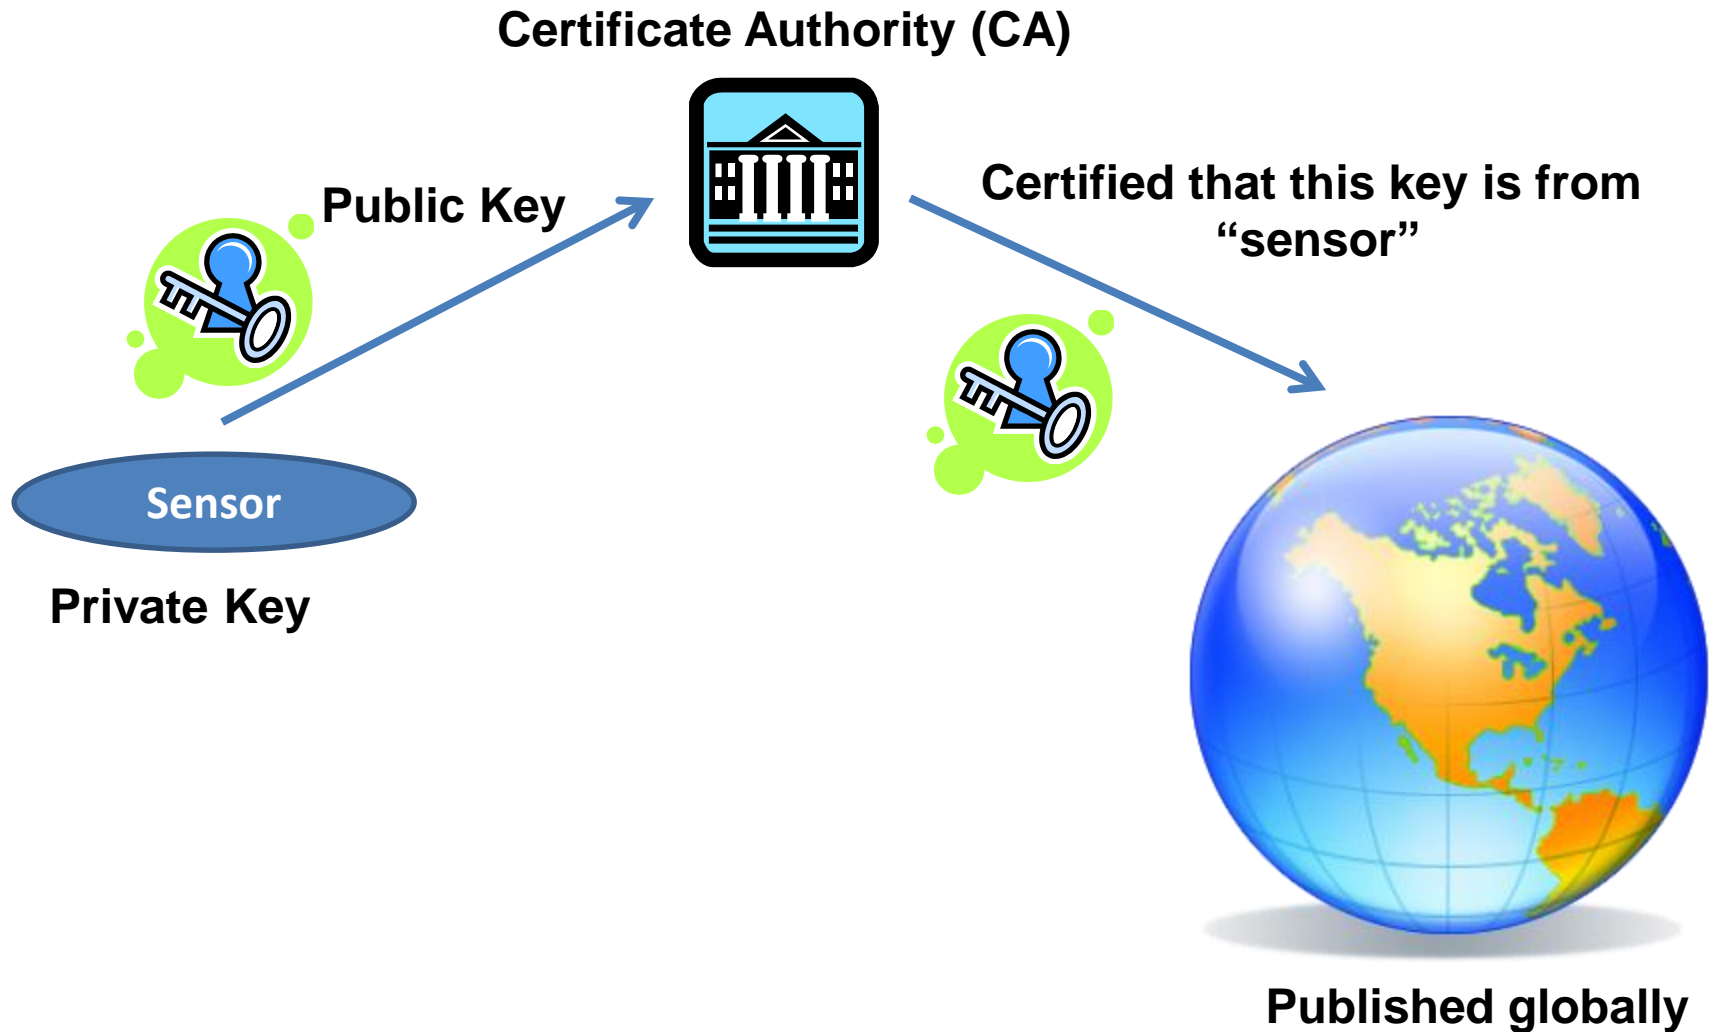 Certificate Authority (CA)
Public Key
Certified that this key is from
“sensor”
Sensor
Private Key
Published globally